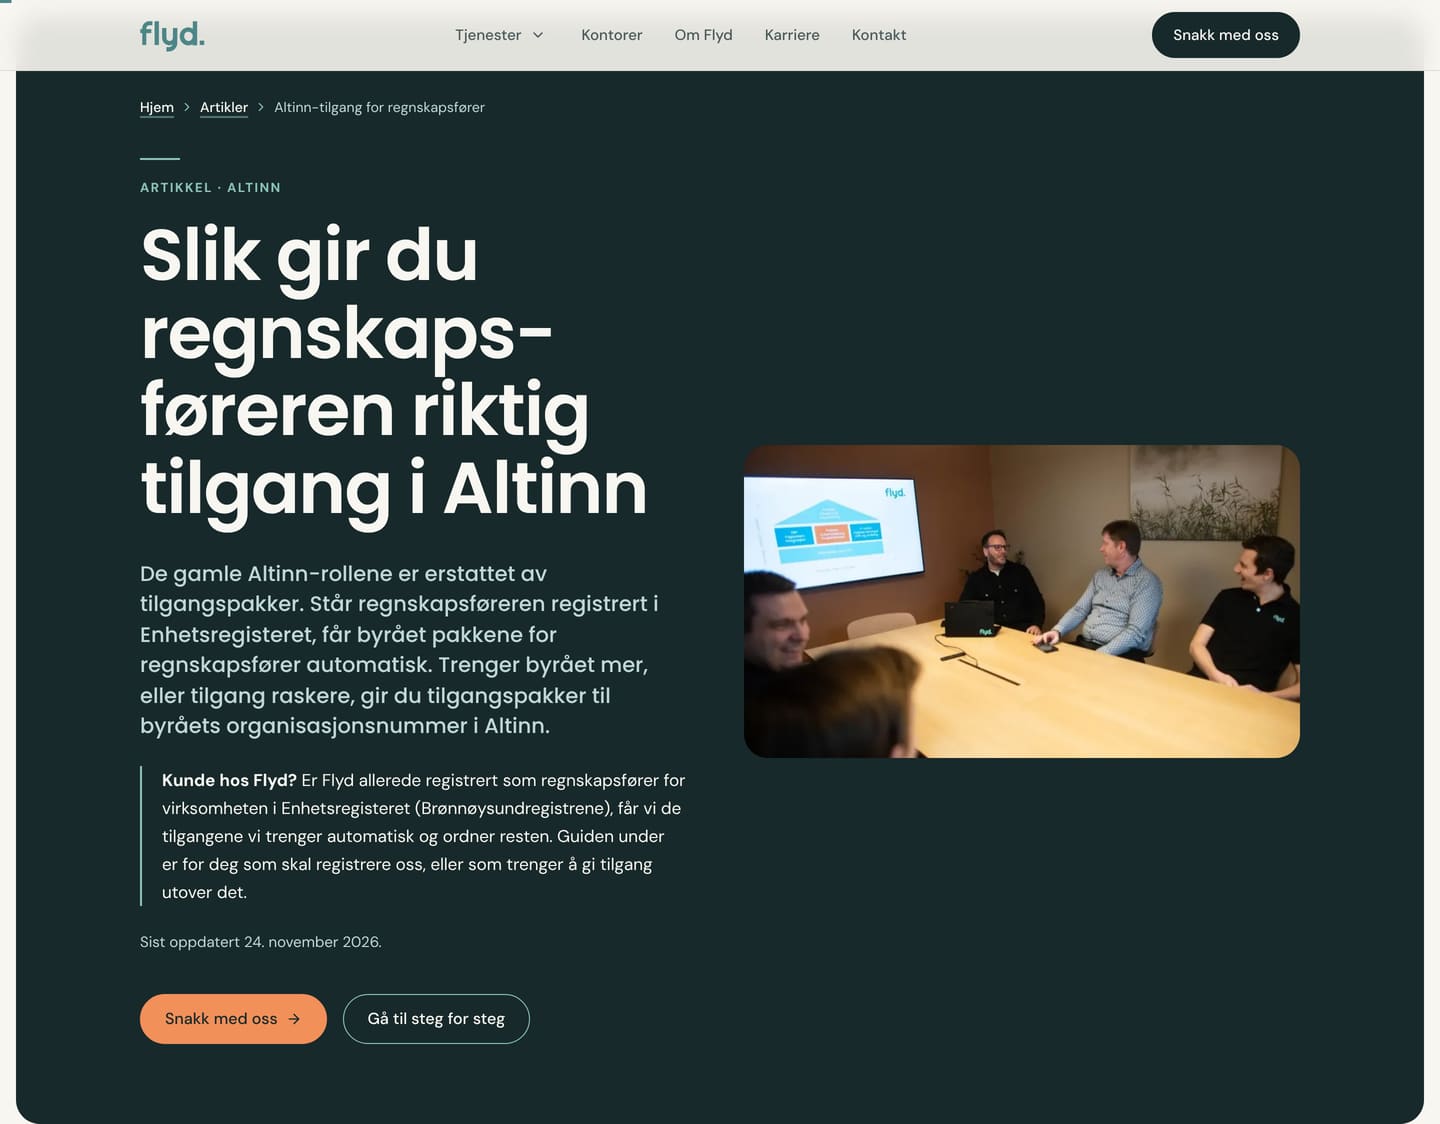 flyd.
Tjenester
Kontorer
Om Flyd
Karriere
Kontakt
Snakk med oss
Hjem > Artikler > Altinn-tilgang for regnskapsfører
ARTIKKEL · ALTINN
Slik gir du
regnskaps-
føreren riktig
tilgang i Altinn
De gamle Altinn-rollene er erstattet av
tilgangspakker. Står regnskapsføreren registrert i
Enhetsregisteret, får byrået pakkene for
regnskapsfører automatisk. Trenger byrået mer,
eller tilgang raskere, gir du tilgangspakker til
byråets organisasjonsnummer i Altinn.
Kunde hos Flyd? Er Flyd allerede registrert som regnskapsfører for
virksomheten i Enhetsregisteret (Brønnøysundregistrene), får vi de
tilgangene vi trenger automatisk og ordner resten. Guiden under
er for deg som skal registrere oss, eller som trenger å gi tilgang
utover det.
Sist oppdatert 24. november 2026.
Snakk med oss →
Gå til steg for steg
flyd.
flyd.
flyd.